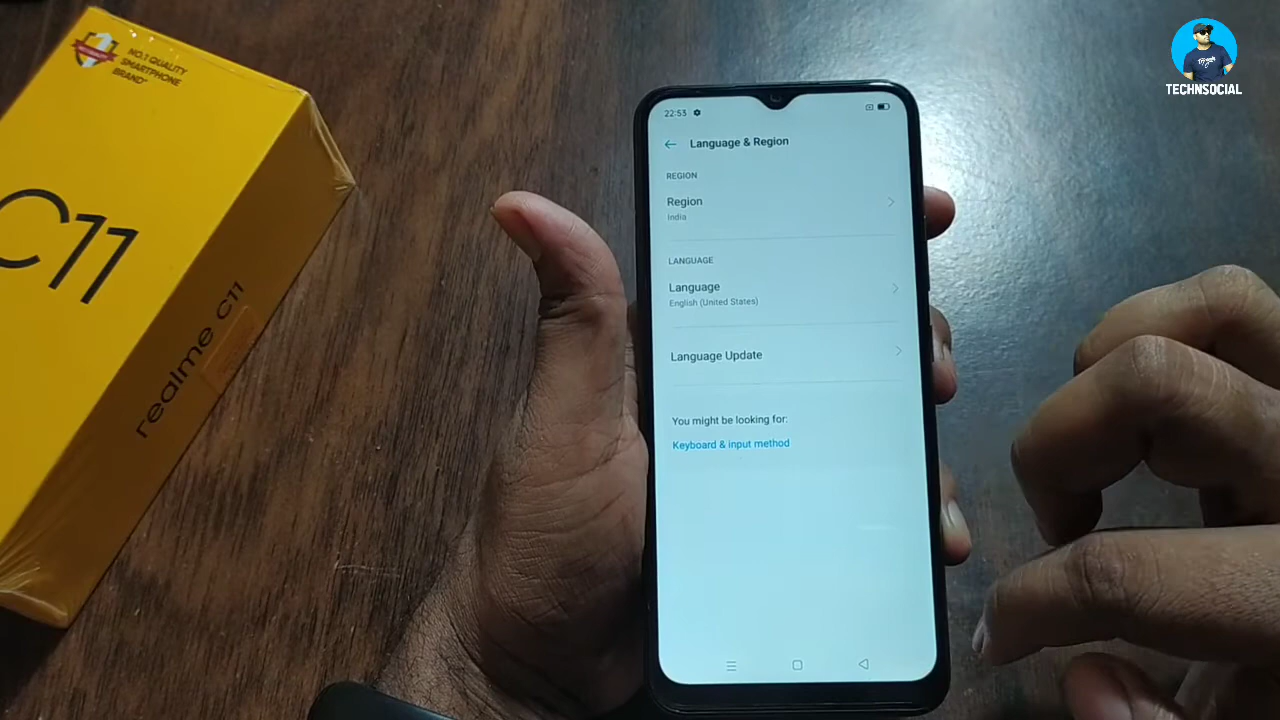 NO.1 QUALITY
SMARTPHONE
BRAND*
C11
realme C11
22:53
Language & Region
REGION
Region
India
LANGUAGE
Language
English (United States)
Language Update
You might be looking for:
Keyboard & input method
TECHNSOCIAL